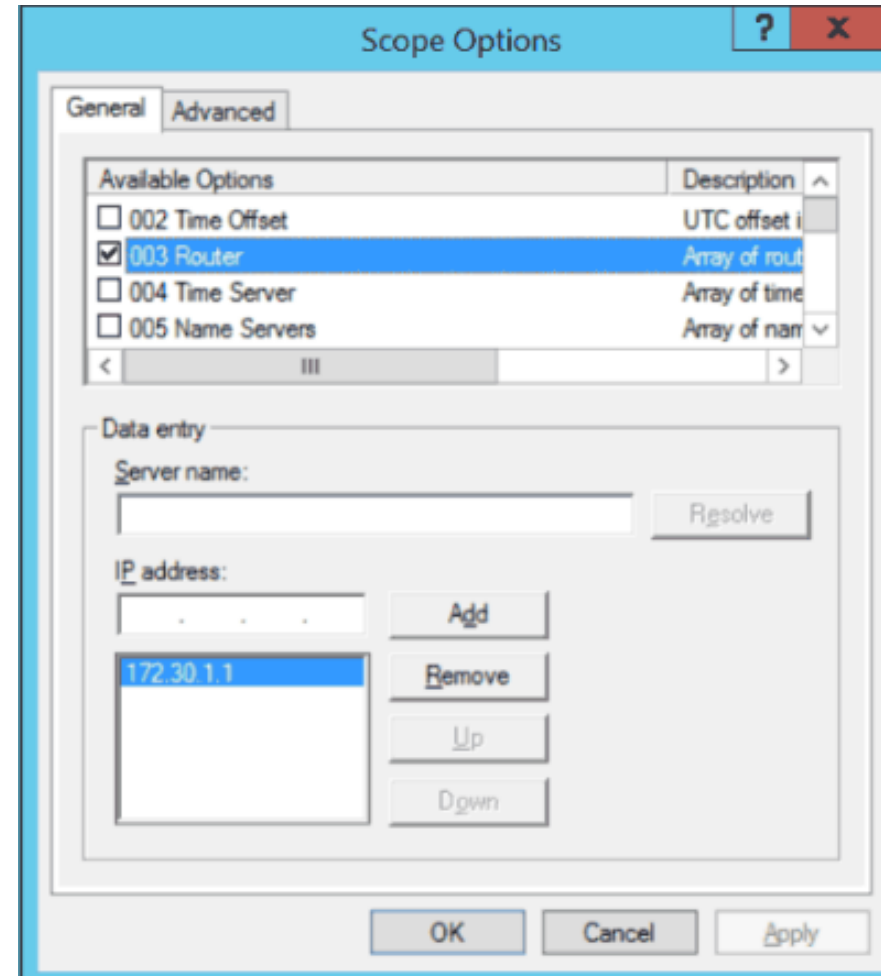 Scope Options
?
x
General
Advanced
Available Options
Description
002 Time Offset
UTC offset i
003 Router
Array of rout
004 Time Server
Array of time
005 Name Servers
Array of nam
Data entry
Server name:
Resolve
IP address:
. . .
Add
172.30.1.1
Remove
Up
Down
OK
Cancel
Apply